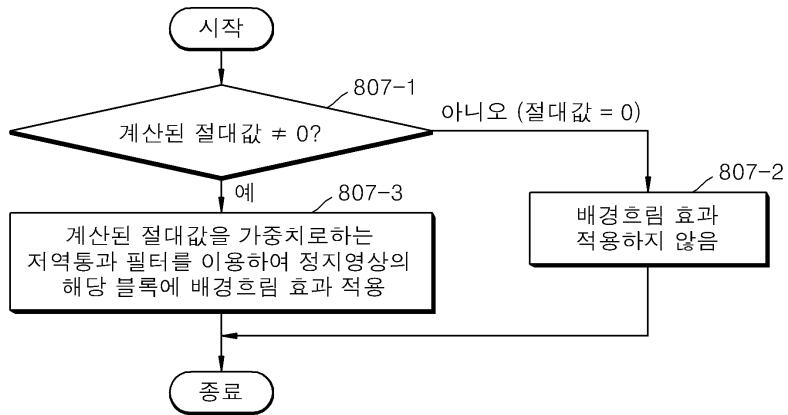 시작
807-1
계산된 절대값 ≠ 0?
아니오 (절대값 = 0)
807-2
배경흐림 효과
적용하지 않음
예
807-3
계산된 절대값을 가중치로하는
저역통과 필터를 이용하여 정지영상의
해당 블록에 배경흐림 효과 적용
종료